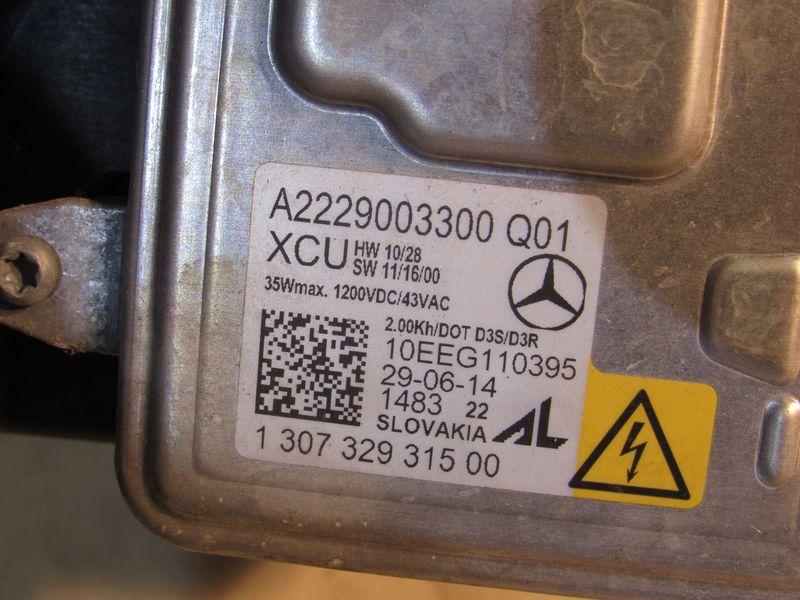 A2229003300 Q01
XCU HW 10/28
SW 11/16/00
35Wmax. 1200VDC/43VAC
2.00Kh/DOT D3S/D3R
10EEG110395
29-06-14
1483 22
SLOVAKIA AL
1 307 329 315 00